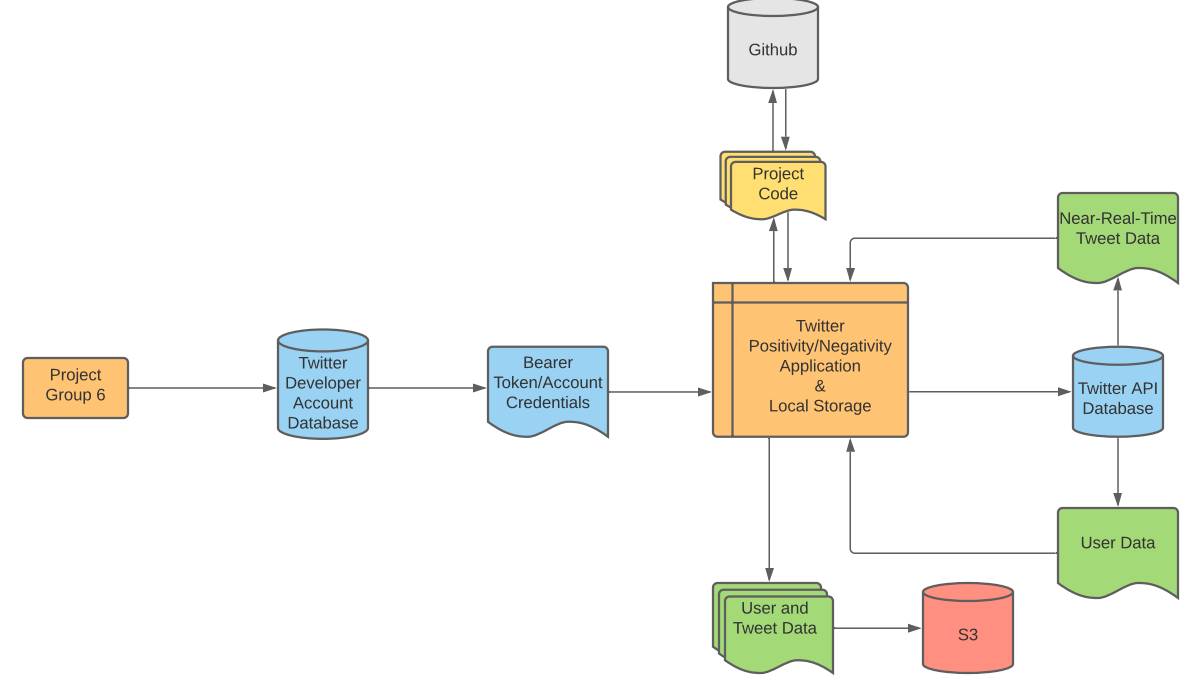 Github
Project
Code
Near-Real-Time
Tweet Data
Project
Group 6
Twitter
Developer
Account
Database
Bearer
Token/Account
Credentials
Twitter
Positivity/Negativity
Application
&
Local Storage
Twitter API
Database
User Data
User and
Tweet Data
S3